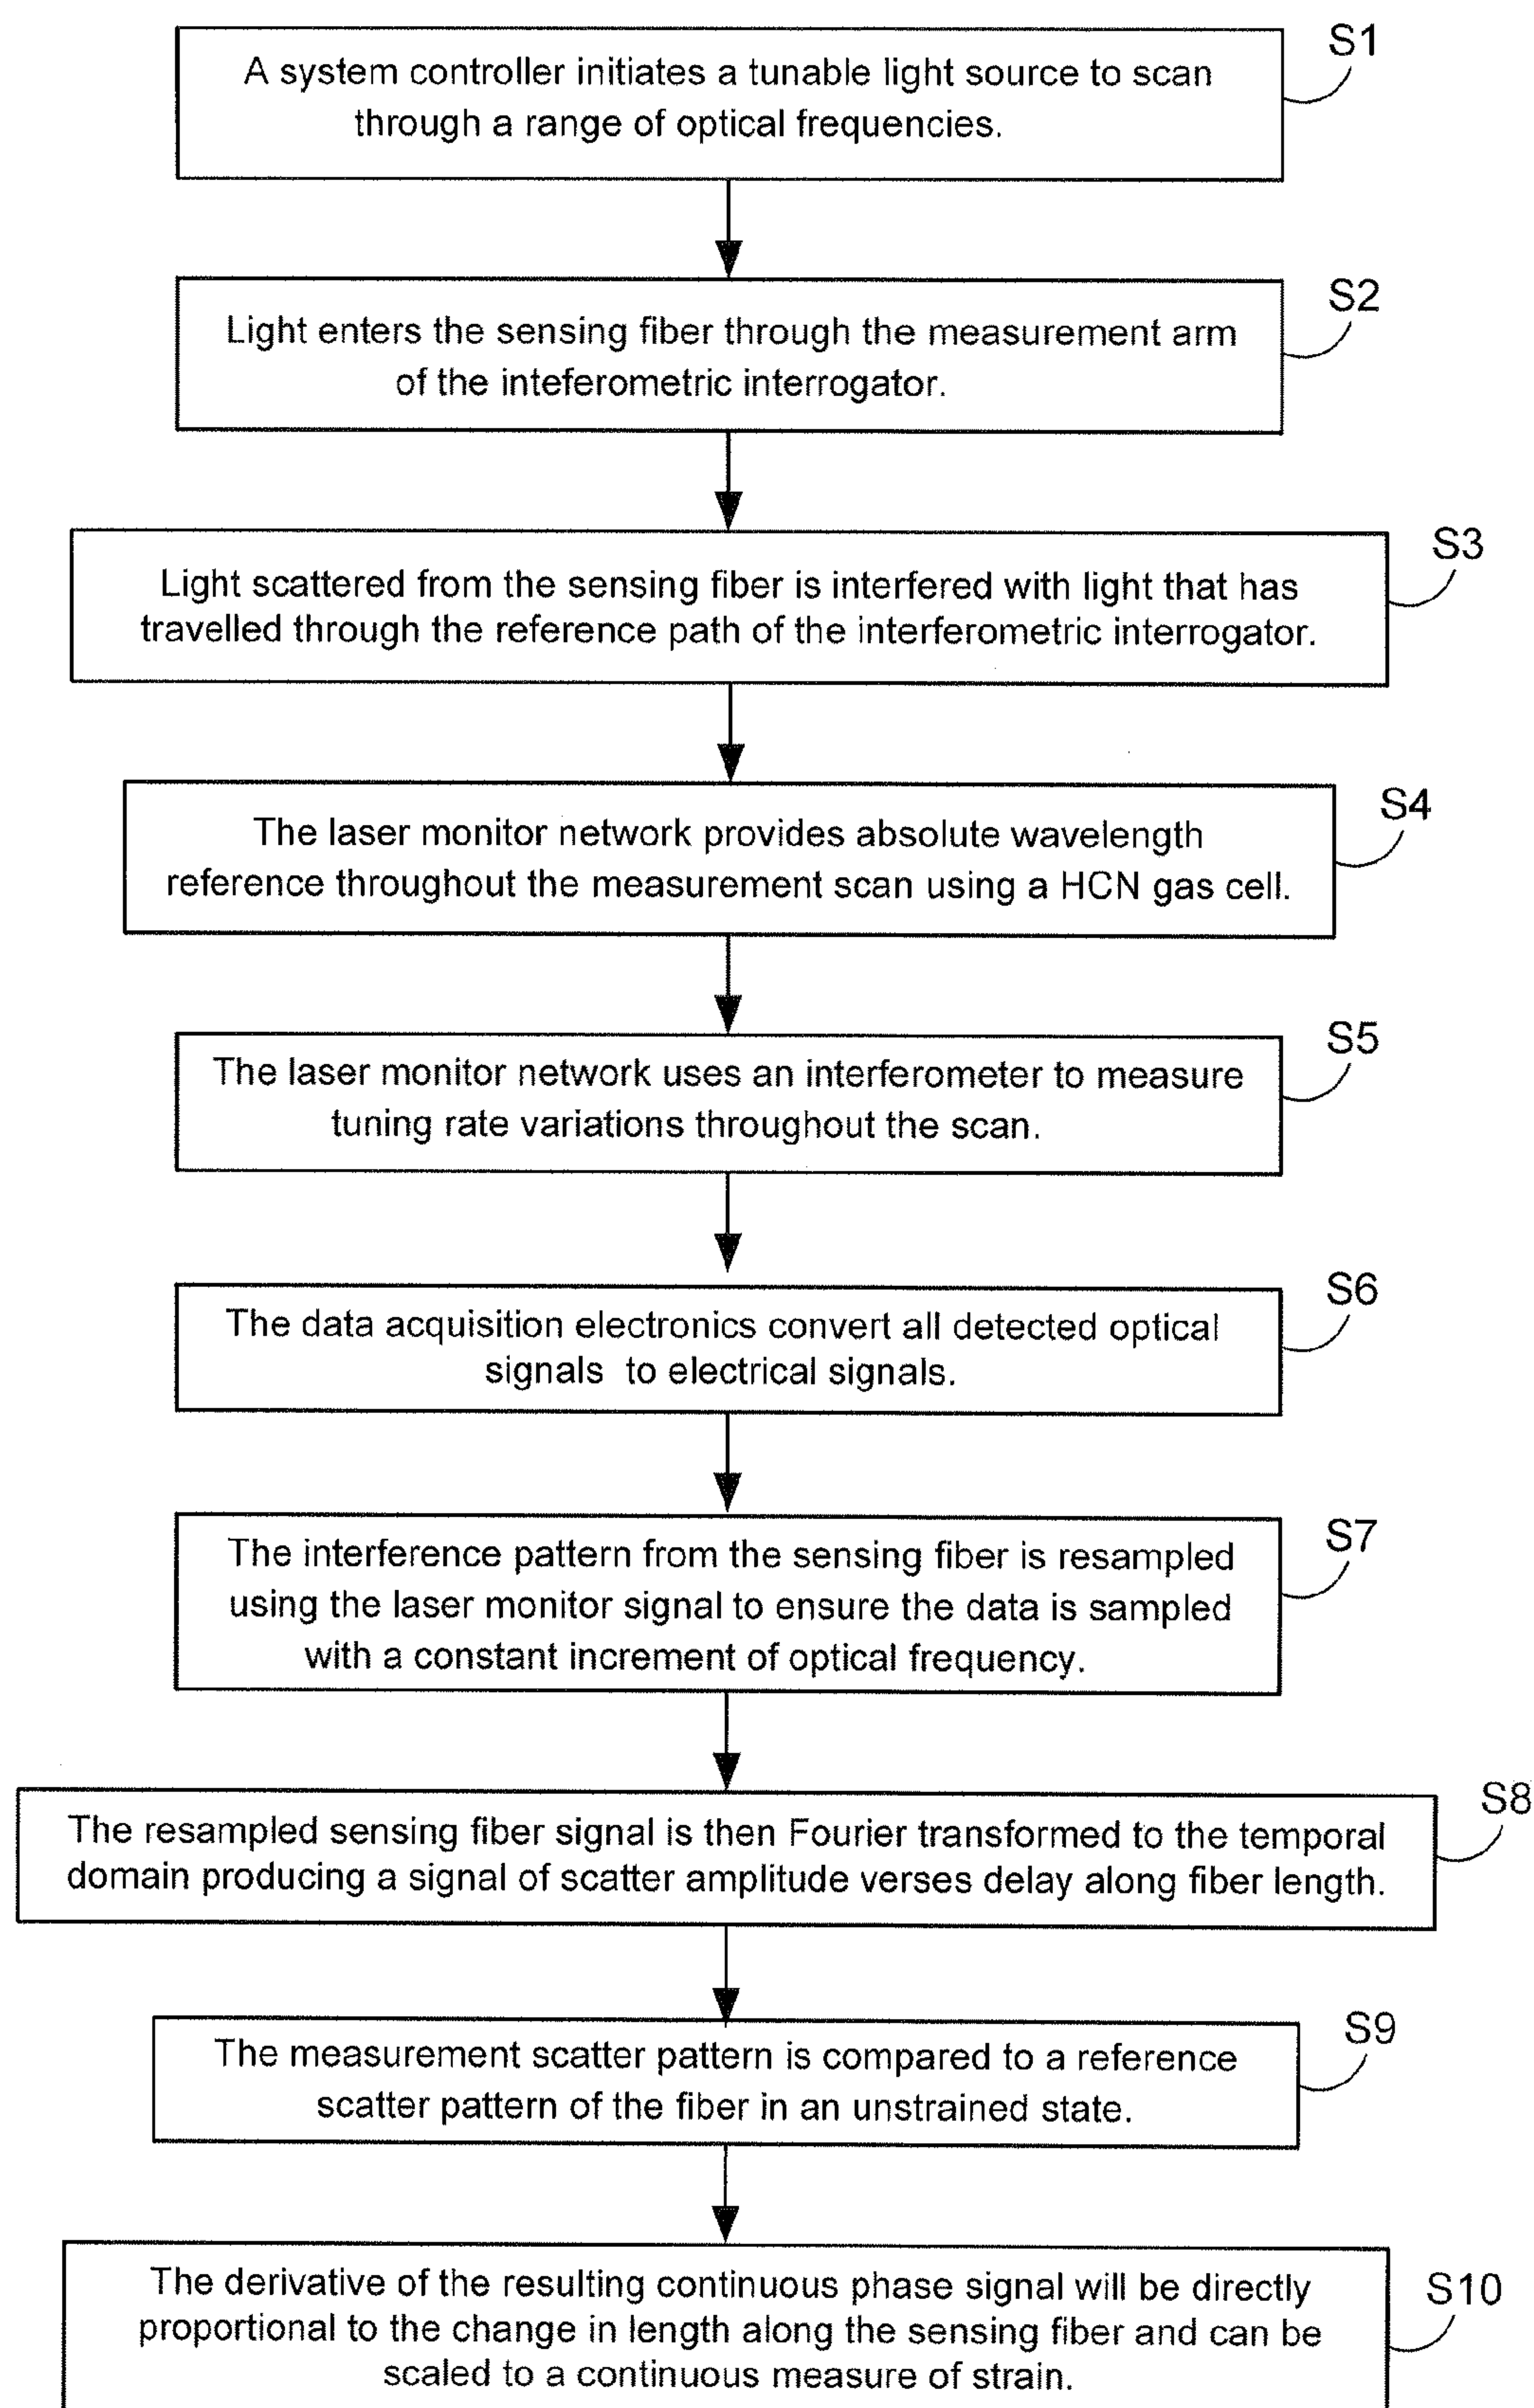 S1
A system controller initiates a tunable light source to scan
through a range of optical frequencies.
S2
Light enters the sensing fiber through the measurement arm
of the inteferometric interrogator.
S3
Light scattered from the sensing fiber is interfered with light that has
travelled through the reference path of the interferometric interrogator.
S4
The laser monitor network provides absolute wavelength
reference throughout the measurement scan using a HCN gas cell.
S5
The laser monitor network uses an interferometer to measure
tuning rate variations throughout the scan.
S6
The data acquisition electronics convert all detected optical
signals to electrical signals.
S7
The interference pattern from the sensing fiber is resampled
using the laser monitor signal to ensure the data is sampled
with a constant increment of optical frequency.
S8
The resampled sensing fiber signal is then Fourier transformed to the temporal
domain producing a signal of scatter amplitude verses delay along fiber length.
S9
The measurement scatter pattern is compared to a reference
scatter pattern of the fiber in an unstrained state.
S10
The derivative of the resulting continuous phase signal will be directly
proportional to the change in length along the sensing fiber and can be
scaled to a continuous measure of strain.